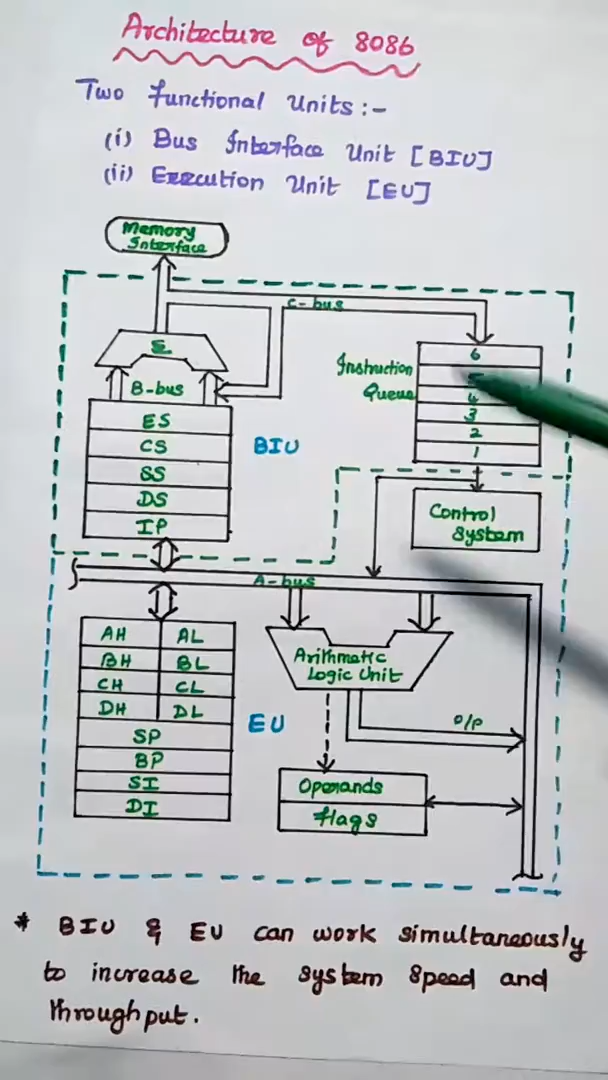 Architecture of 8086
Two Functional Units:-
(i) Bus Interface Unit [BIU]
(ii) Execution Unit [EU]
Memory
Interface
C-bus
Σ
B-bus
ES
CS
SS
DS
IP
BIU
Instruction
Queue
6
5
4
3
2
1
Control
System
A-bus
AH AL
BH BL
CH CL
DH DL
SP
BP
SI
DI
EU
Arithmetic
Logic Unit
O/P
Operands
flags
* BIU & EU can work simultaneously
to increase the system speed and
throughput.